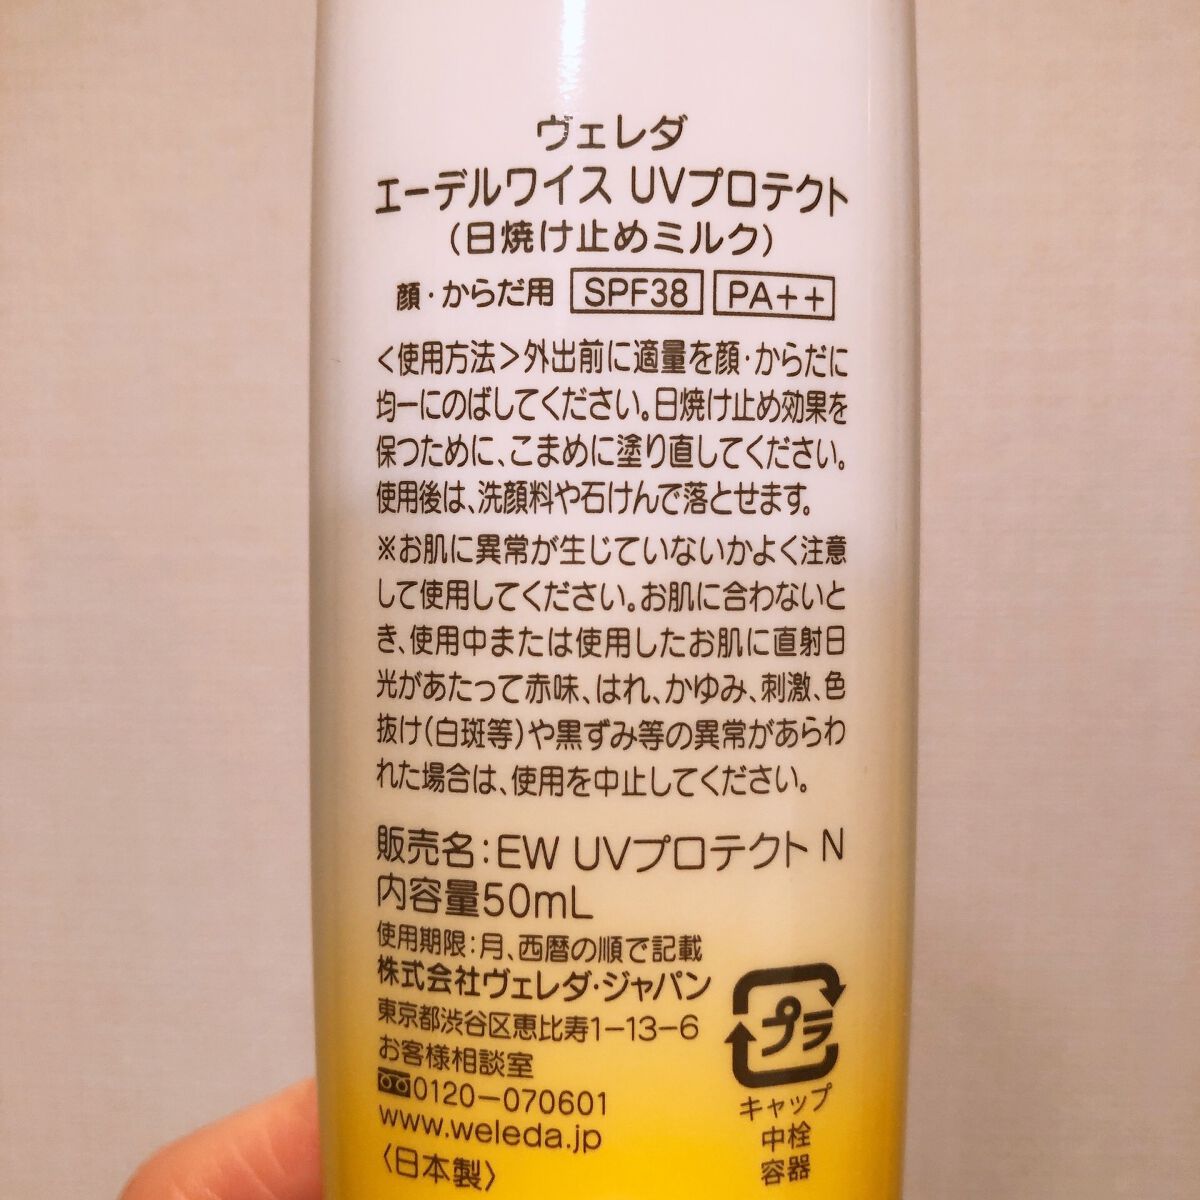 ヴェレダ
エーデルワイス UVプロテクト
(日焼け止めミルク)
顔・からだ用 SPF38 PA++
<使用方法>外出前に適量を顔・からだに
均一にのばしてください。日焼け止め効果を
保つために、こまめに塗り直してください。
使用後は、洗顔料や石けんで落とせます。
※お肌に異常が生じていないかよく注意
して使用してください。お肌に合わないと
き、使用中または使用したお肌に直射日
光があたって赤味、はれ、かゆみ、刺激、色
抜け(白斑等)や黒ずみ等の異常があらわ
れた場合は、使用を中止してください。
販売名:EW UVプロテクト N
内容量50mL
使用期限:月、西暦の順で記載
株式会社ヴェレダ・ジャパン
東京都渋谷区恵比寿1-13-6
お客様相談室
0120-070601
www.weleda.jp
〈日本製〉
プラ
キャップ
中栓
容器